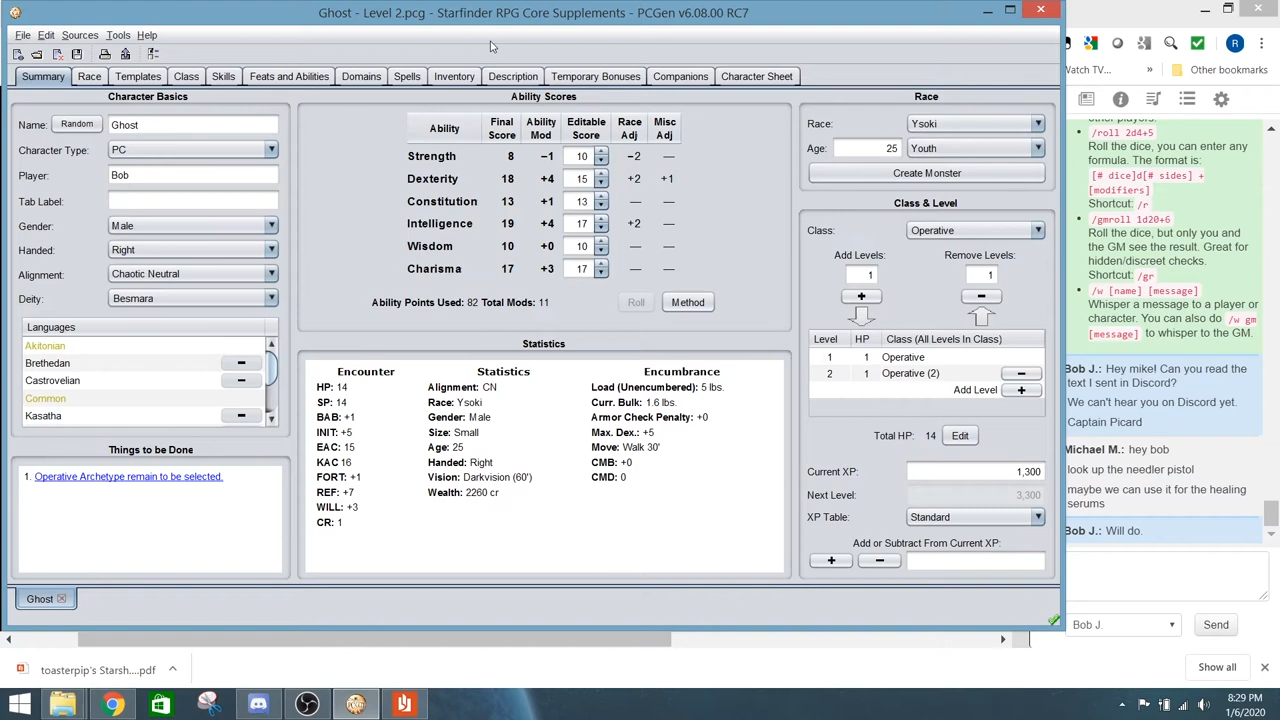 Ghost - Level 2.pcg - Starfinder RPG Core Supplements - PCGen v6.08.00 RC7
File Edit Sources Tools Help
Summary Race Templates Class Skills Feats and Abilities Domains Spells Inventory Description Temporary Bonuses Companions Character Sheet
Character Basics
Name: Random Ghost
Character Type: PC
Player: Bob
Tab Label:
Gender: Male
Handed: Right
Alignment: Chaotic Neutral
Deity: Besmara
Languages
Akitonian
Brethedan
Castrovelian
Common
Kasatha
Things to be Done
1. Operative Archetype remain to be selected.
Ability Scores
Ability Final Score Ability Mod Editable Score Race Adj Misc Adj
Strength 8 −1 10 −2 —
Dexterity 18 +4 15 +2 +1
Constitution 13 +1 13 — —
Intelligence 19 +4 17 +2 —
Wisdom 10 +0 10 — —
Charisma 17 +3 17 — —
Ability Points Used: 82 Total Mods: 11 Roll Method
Statistics
Encounter
HP: 14
SP: 14
BAB: +1
INIT: +5
EAC: 15
KAC 16
FORT: +1
REF: +7
WILL: +3
CR: 1
Statistics
Alignment: CN
Race: Ysoki
Gender: Male
Size: Small
Age: 25
Handed: Right
Vision: Darkvision (60')
Wealth: 2260 cr
Encumbrance
Load (Unencumbered): 5 lbs.
Curr. Bulk: 1.6 lbs.
Armor Check Penalty: +0
Max. Dex.: +5
Move: Walk 30'
CMB: +0
CMD: 0
Race
Race: Ysoki
Age: 25 Youth
Create Monster
Class & Level
Class: Operative
Add Levels: Remove Levels:
1 1
Level HP Class (All Levels In Class)
1 1 Operative
2 1 Operative (2)
Add Level
Total HP: 14 Edit
Current XP: 1,300
Next Level: 3,300
XP Table: Standard
Add or Subtract From Current XP:
Ghost
R
Watch TV... » Other bookmarks
other players.
/roll 2d4+5
Roll the dice, you can enter any
formula. The format is:
[# dice]d[# sides] +
[modifiers]
Shortcut: /r
/gmroll 1d20+6
Roll the dice, but only you and
the GM see the result. Great for
hidden/discreet checks.
Shortcut: /gr
/w [name] [message]
Whisper a message to a player or
character. You can also do /w gm
[message] to whisper to the GM.
Bob J.: Hey mike! Can you read the
text I sent in Discord?
We can't hear you on Discord yet.
Captain Picard
Michael M.: hey bob
look up the needler pistol
maybe we can use it for the healing
serums
Bob J.: Will do.
Bob J. Send
toasterpip's Starsh....pdf
Show all
8:29 PM
1/6/2020